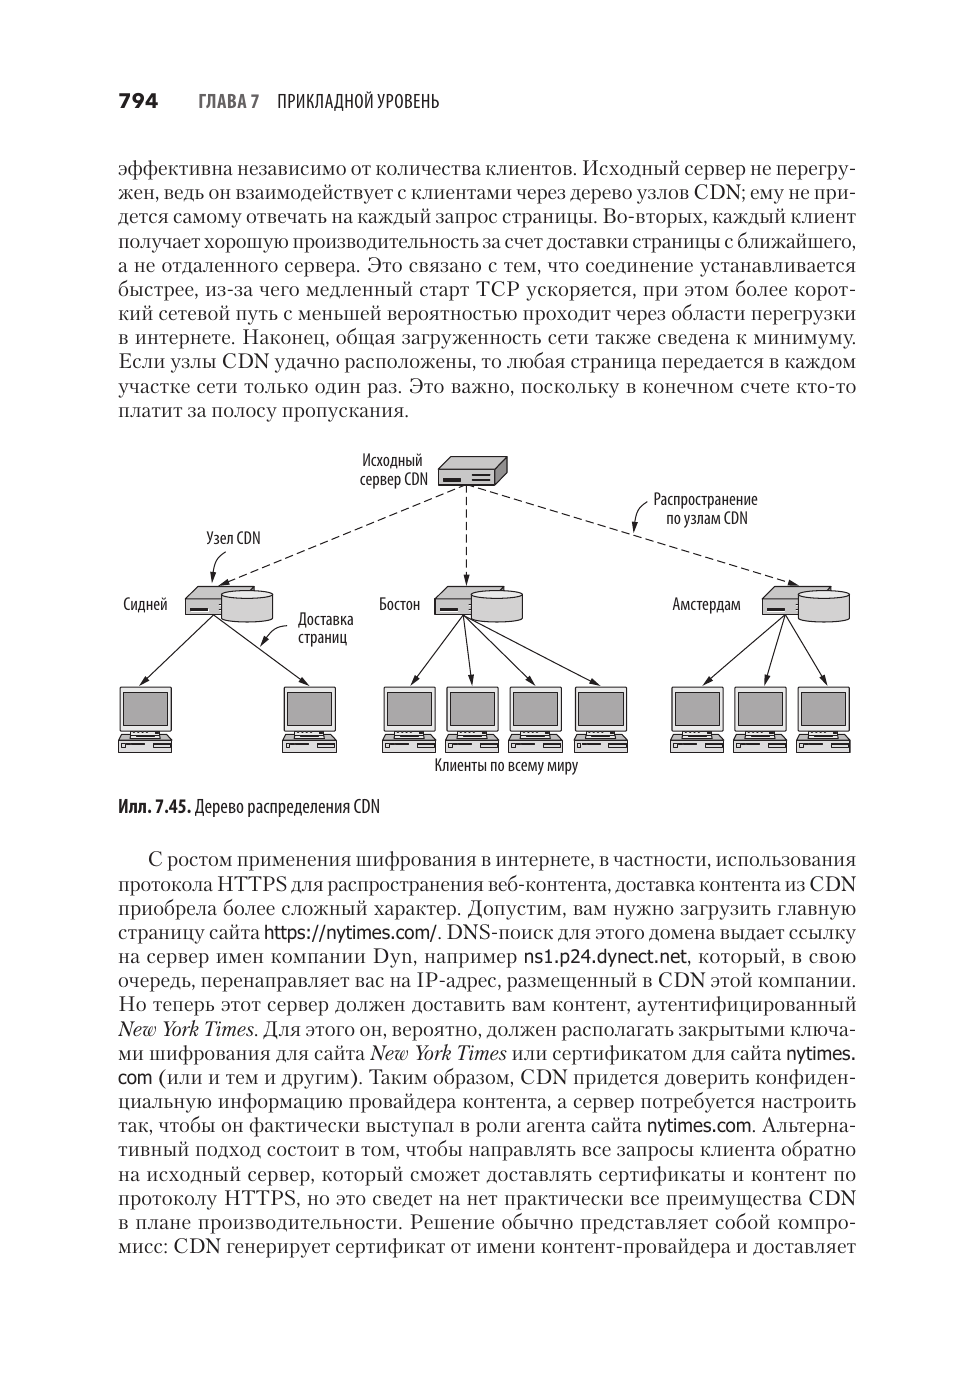 794 ГЛАВА 7 ПРИКЛАДНОЙ УРОВЕНЬ
эффективна независимо от количества клиентов. Исходный сервер не перегру-
жен, ведь он взаимодействует с клиентами через дерево узлов CDN; ему не при-
дется самому отвечать на каждый запрос страницы. Во-вторых, каждый клиент
получает хорошую производительность за счет доставки страницы с ближайшего,
а не отдаленного сервера. Это связано с тем, что соединение устанавливается
быстрее, из-за чего медленный старт TCP ускоряется, при этом более корот-
кий сетевой путь с меньшей вероятностью проходит через области перегрузки
в интернете. Наконец, общая загруженность сети также сведена к минимуму.
Если узлы CDN удачно расположены, то любая страница передается в каждом
участке сети только один раз. Это важно, поскольку в конечном счете кто-то
платит за полосу пропускания.
Исходный
сервер CDN
Распространение
по узлам CDN
Узел CDN
Сидней
Бостон
Амстердам
Доставка
страниц
Клиенты по всему миру
Илл. 7.45. Дерево распределения CDN
С ростом применения шифрования в интернете, в частности, использования
протокола HTTPS для распространения веб-контента, доставка контента из CDN
приобрела более сложный характер. Допустим, вам нужно загрузить главную
страницу сайта https://nytimes.com/. DNS-поиск для этого домена выдает ссылку
на сервер имен компании Dyn, например ns1.p24.dynect.net, который, в свою
очередь, перенаправляет вас на IP-адрес, размещенный в CDN этой компании.
Но теперь этот сервер должен доставить вам контент, аутентифицированный
New York Times. Для этого он, вероятно, должен располагать закрытыми ключа-
ми шифрования для сайта New York Times или сертификатом для сайта nytimes.
com (или и тем и другим). Таким образом, CDN придется доверить конфиден-
циальную информацию провайдера контента, а сервер потребуется настроить
так, чтобы он фактически выступал в роли агента сайта nytimes.com. Альтерна-
тивный подход состоит в том, чтобы направлять все запросы клиента обратно
на исходный сервер, который сможет доставлять сертификаты и контент по
протоколу HTTPS, но это сведет на нет практически все преимущества CDN
в плане производительности. Решение обычно представляет собой компро-
мисс: CDN генерирует сертификат от имени контент-провайдера и доставляет